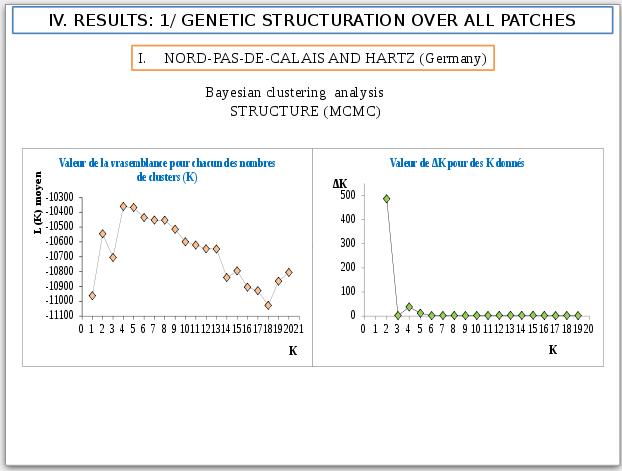 IV. RESULTS: 1/ GENETIC STRUCTURATION OVER ALL PATCHES
I. NORD-PAS-DE-CALAIS AND HARTZ (Germany)
Bayesian clustering analysis
STRUCTURE (MCMC)
Valeur de la vrasemblance pour chacun des nombres
de clusters (K)
L (K) moyen
-10300
-10400
-10500
-10600
-10700
-10800
-10900
-11000
-11100
0 1 2 3 4 5 6 7 8 9 10 11 12 13 14 15 16 17 18 19 20 21
K
Valeur de ΔK pour des K donnés
ΔK
500
400
300
200
100
0
0 1 2 3 4 5 6 7 8 9 10 11 12 13 14 15 16 17 18 19 20
K